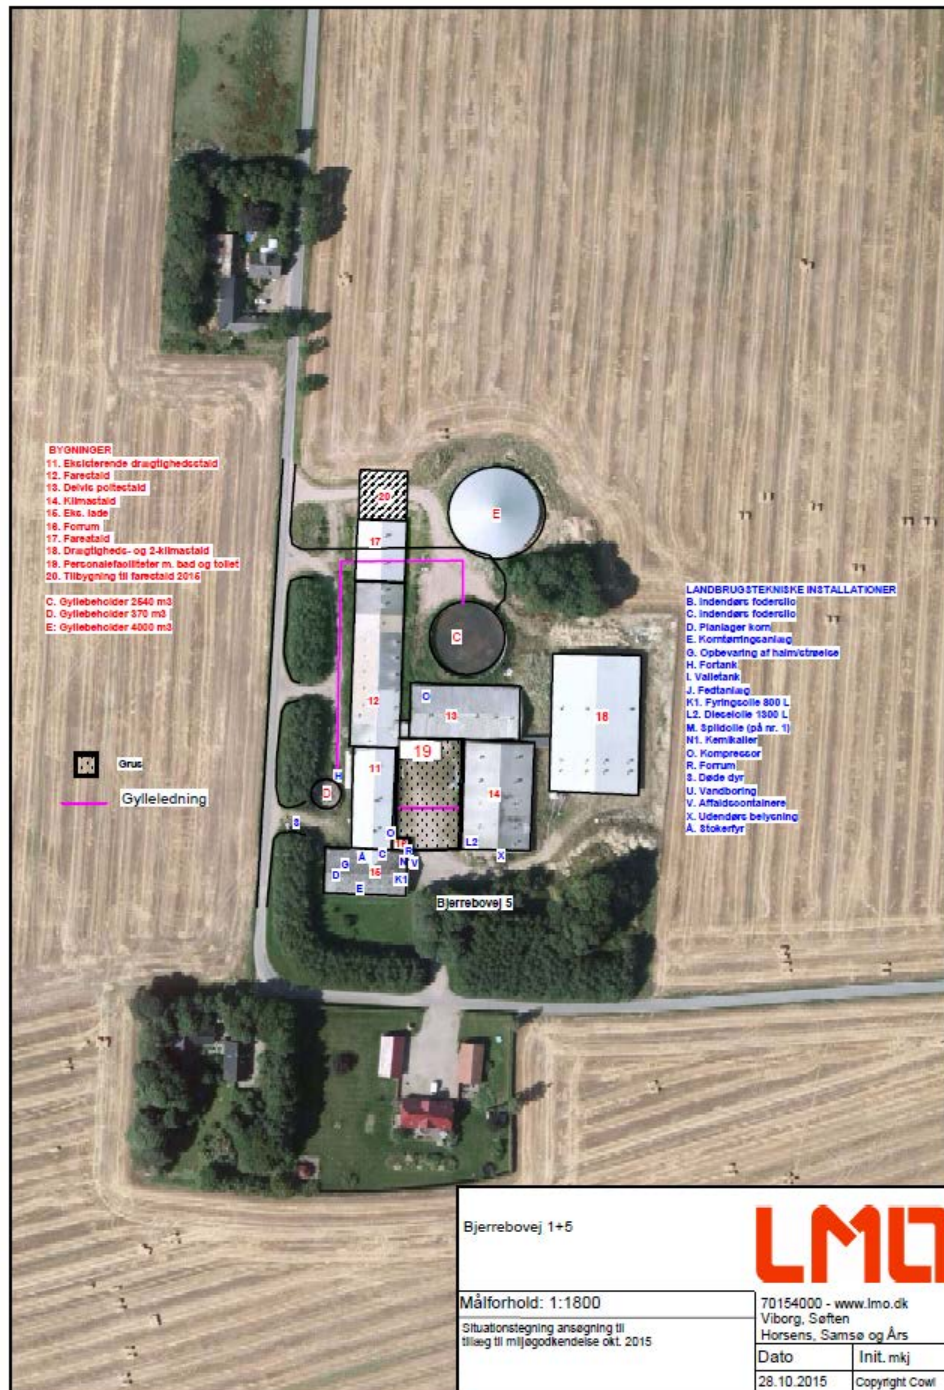 BYGNINGER
11. Eksisterende drægtighedsstald
12. Farestald
13. Delvis poltestald
14. Klimastald
15. Eks. lade
16. Forrum
17. Farestald
18. Drægtigheds- og 2-klimastald
19. Personalefaciliteter m. bad og toilet
20. Tilbygning til farestald 2015
C. Gyllebeholder 2540 m3
D. Gyllebeholder 370 m3
E: Gyllebeholder 4000 m3
Grus
Gylleledning
20
E
17
C
12
O
13
18
19
11
14
H
D
S
O
L2
X
16
R
A
C
N
V
G
D
15
K1
E
Bjerrebovej 5
LANDBRUGSTEKNISKE INSTALLATIONER
B. Indendørs fodersilo
C. Indendørs fodersilo
D. Planlager korn
E. Korntørringsanlæg
G. Opbevaring af halm/strøelse
H. Fortank
I. Valletank
J. Fedtanlæg
K1. Fyringsolie 800 L
L2. Dieselolie 1300 L
M. Spildolie (på nr. 1)
N1. Kemikalier
O. Kompressor
R. Forrum
S. Døde dyr
U. Vandboring
V. Affaldscontainere
X. Udendørs belysning
Å. Stokerfyr
Bjerrebovej 1+5
LMO
Målforhold: 1:1800
Situationstegning ansøgning til
tillæg til miljøgodkendelse okt. 2015
70154000 - www.lmo.dk
Viborg, Søften
Horsens, Samsø og Års
Dato
Init. mkj
28.10.2015
Copyright Cowi